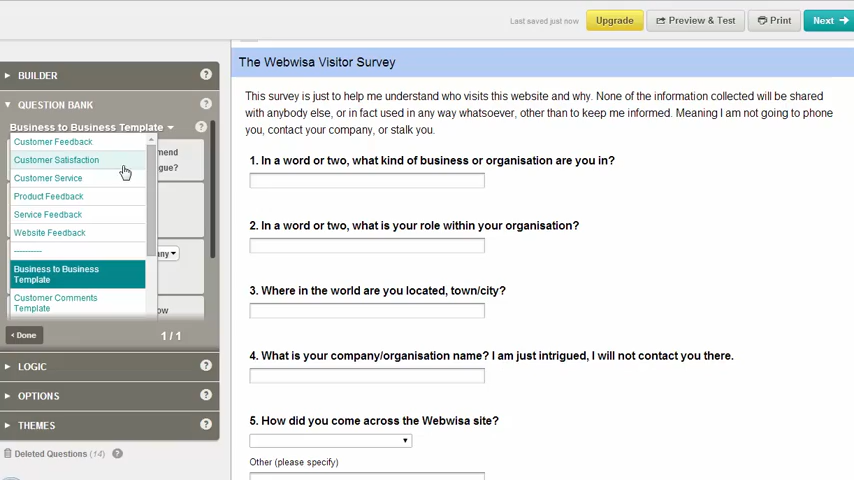 Last saved just now
Upgrade
Preview & Test
Print
Next
BUILDER
?
QUESTION BANK
?
Business to Business Template
?
Customer Feedback
Customer Satisfaction
Customer Service
Product Feedback
Service Feedback
Website Feedback
----------
Business to Business
Template
Customer Comments
Template
mend
gue?
any
ow
Done
1 / 1
LOGIC
?
OPTIONS
?
THEMES
?
Deleted Questions (14)
?
The Webwisa Visitor Survey
This survey is just to help me understand who visits this website and why. None of the information collected will be shared
with anybody else, or in fact used in any way whatsoever, other than to keep me informed. Meaning I am not going to phone
you, contact your company, or stalk you.
1. In a word or two, what kind of business or organisation are you in?
2. In a word or two, what is your role within your organisation?
3. Where in the world are you located, town/city?
4. What is your company/organisation name? I am just intrigued, I will not contact you there.
5. How did you come across the Webwisa site?
Other (please specify)